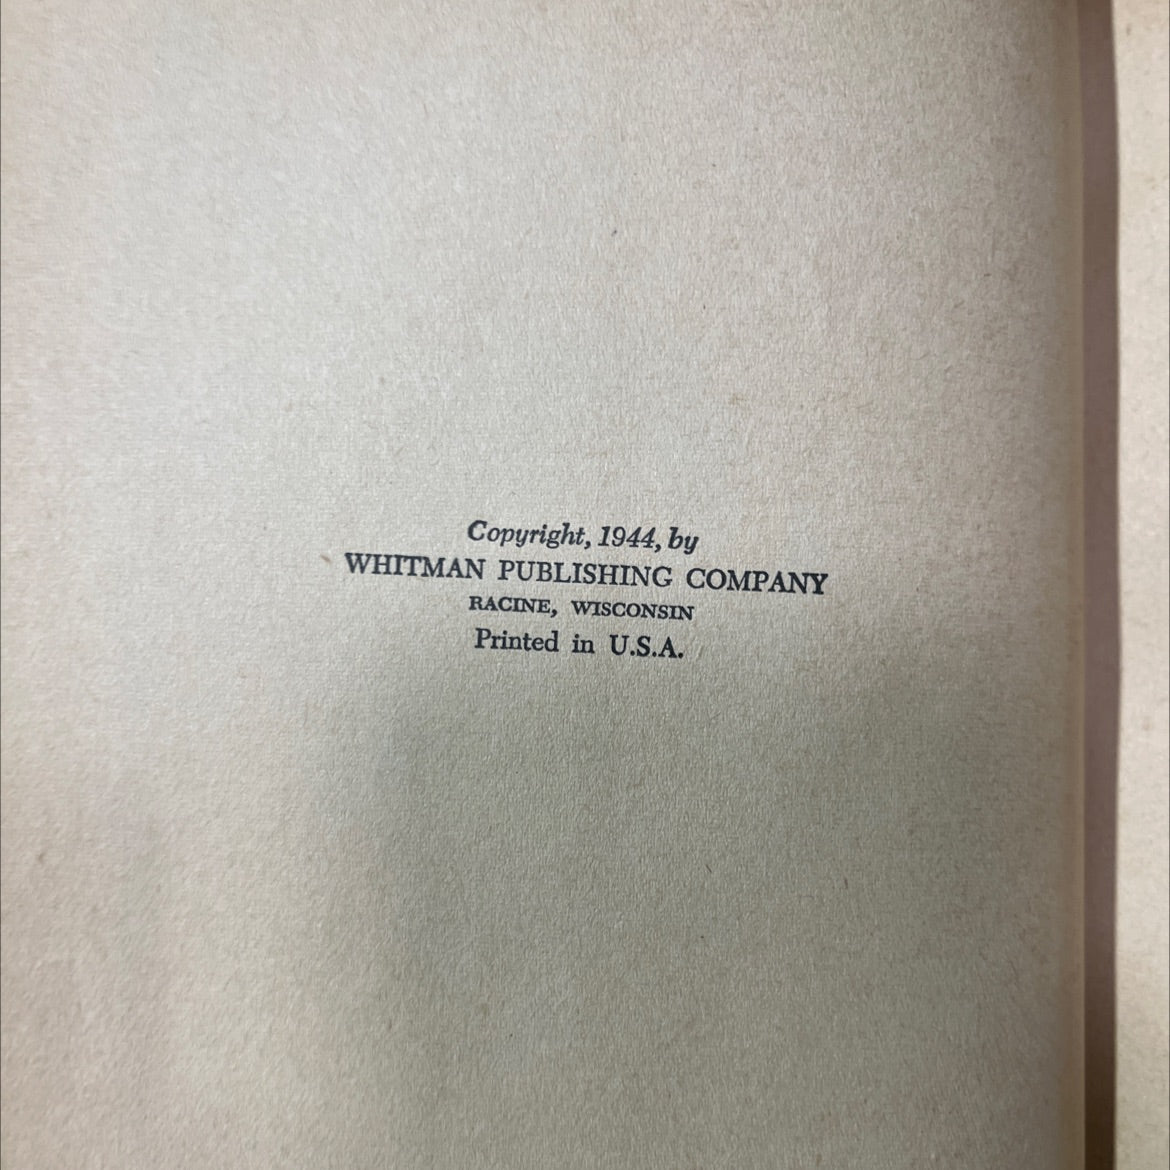 Copyright, 1944, by
WHITMAN PUBLISHING COMPANY
RACINE, WISCONSIN
Printed in U.S.A.